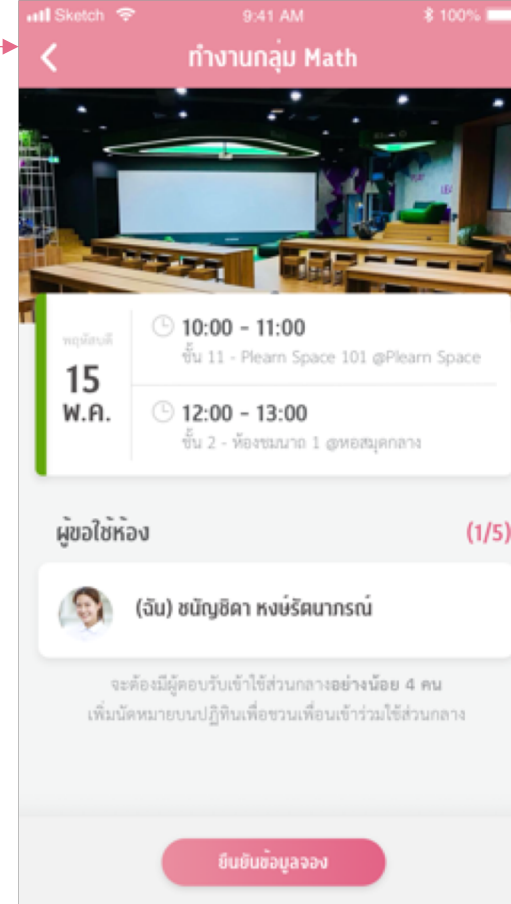 Sketch 9:41 AM 100%
ทำงานกลุ่ม Math
พฤหัสบดี
15
พ.ค.
10:00 - 11:00
ชั้น 11 - Plearn Space 101 @Plearn Space
12:00 - 13:00
ชั้น 2 - ห้องชมนาด 1 @หอสมุดกลาง
ผู้ขอใช้ห้อง (1/5)
(ฉัน) ชนัญชิดา หงษ์รัตนาภรณ์
จะต้องมีผู้ตอบรับเข้าใช้ส่วนกลางอย่างน้อย 4 คน
เพิ่มนัดหมายบนปฏิทินเพื่อชวนเพื่อนเข้าร่วมใช้ส่วนกลาง
ยืนยันข้อมูลจอง